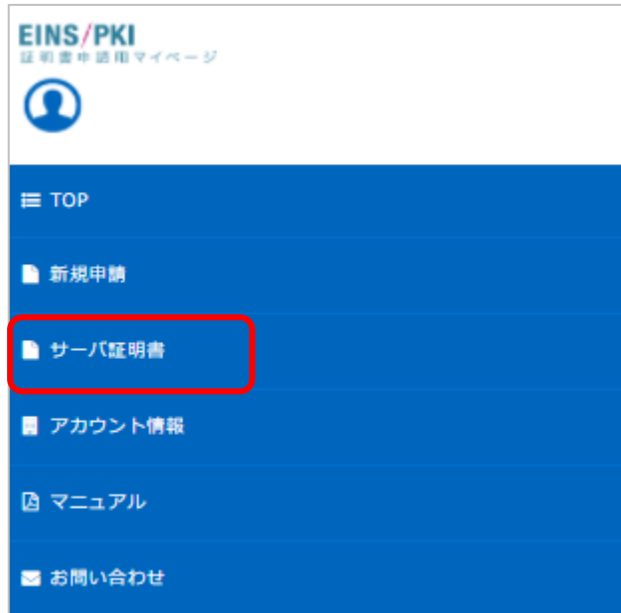 EINS/PKI
証明書申請用マイページ
TOP
新規申請
サーバ証明書
アカウント情報
マニュアル
お問い合わせ